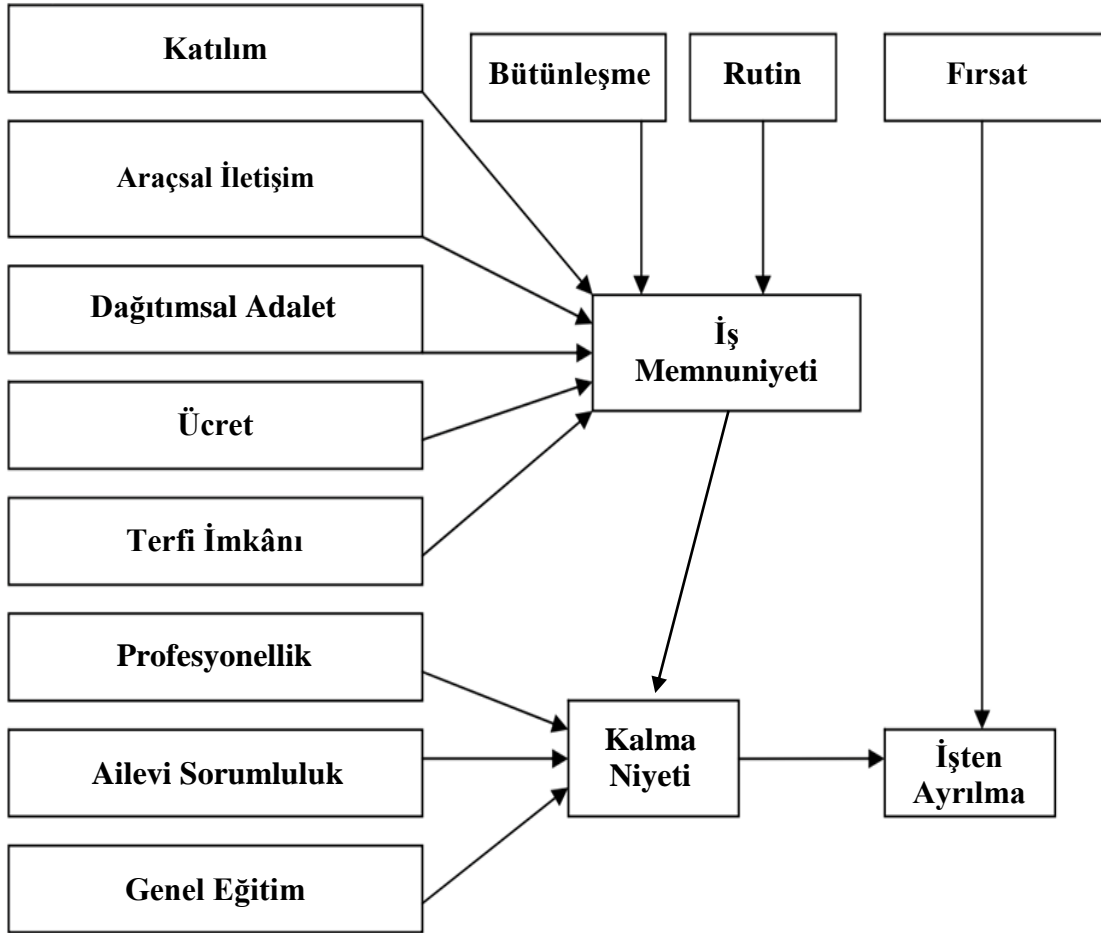 Katılım
Bütünleşme
Rutin
Fırsat
Araçsal İletişim
Dağıtımsal Adalet
İş
Memnuniyeti
Ücret
Terfi İmkânı
Profesyonellik
Kalma
Niyeti
İşten
Ayrılma
Ailevi Sorumluluk
Genel Eğitim